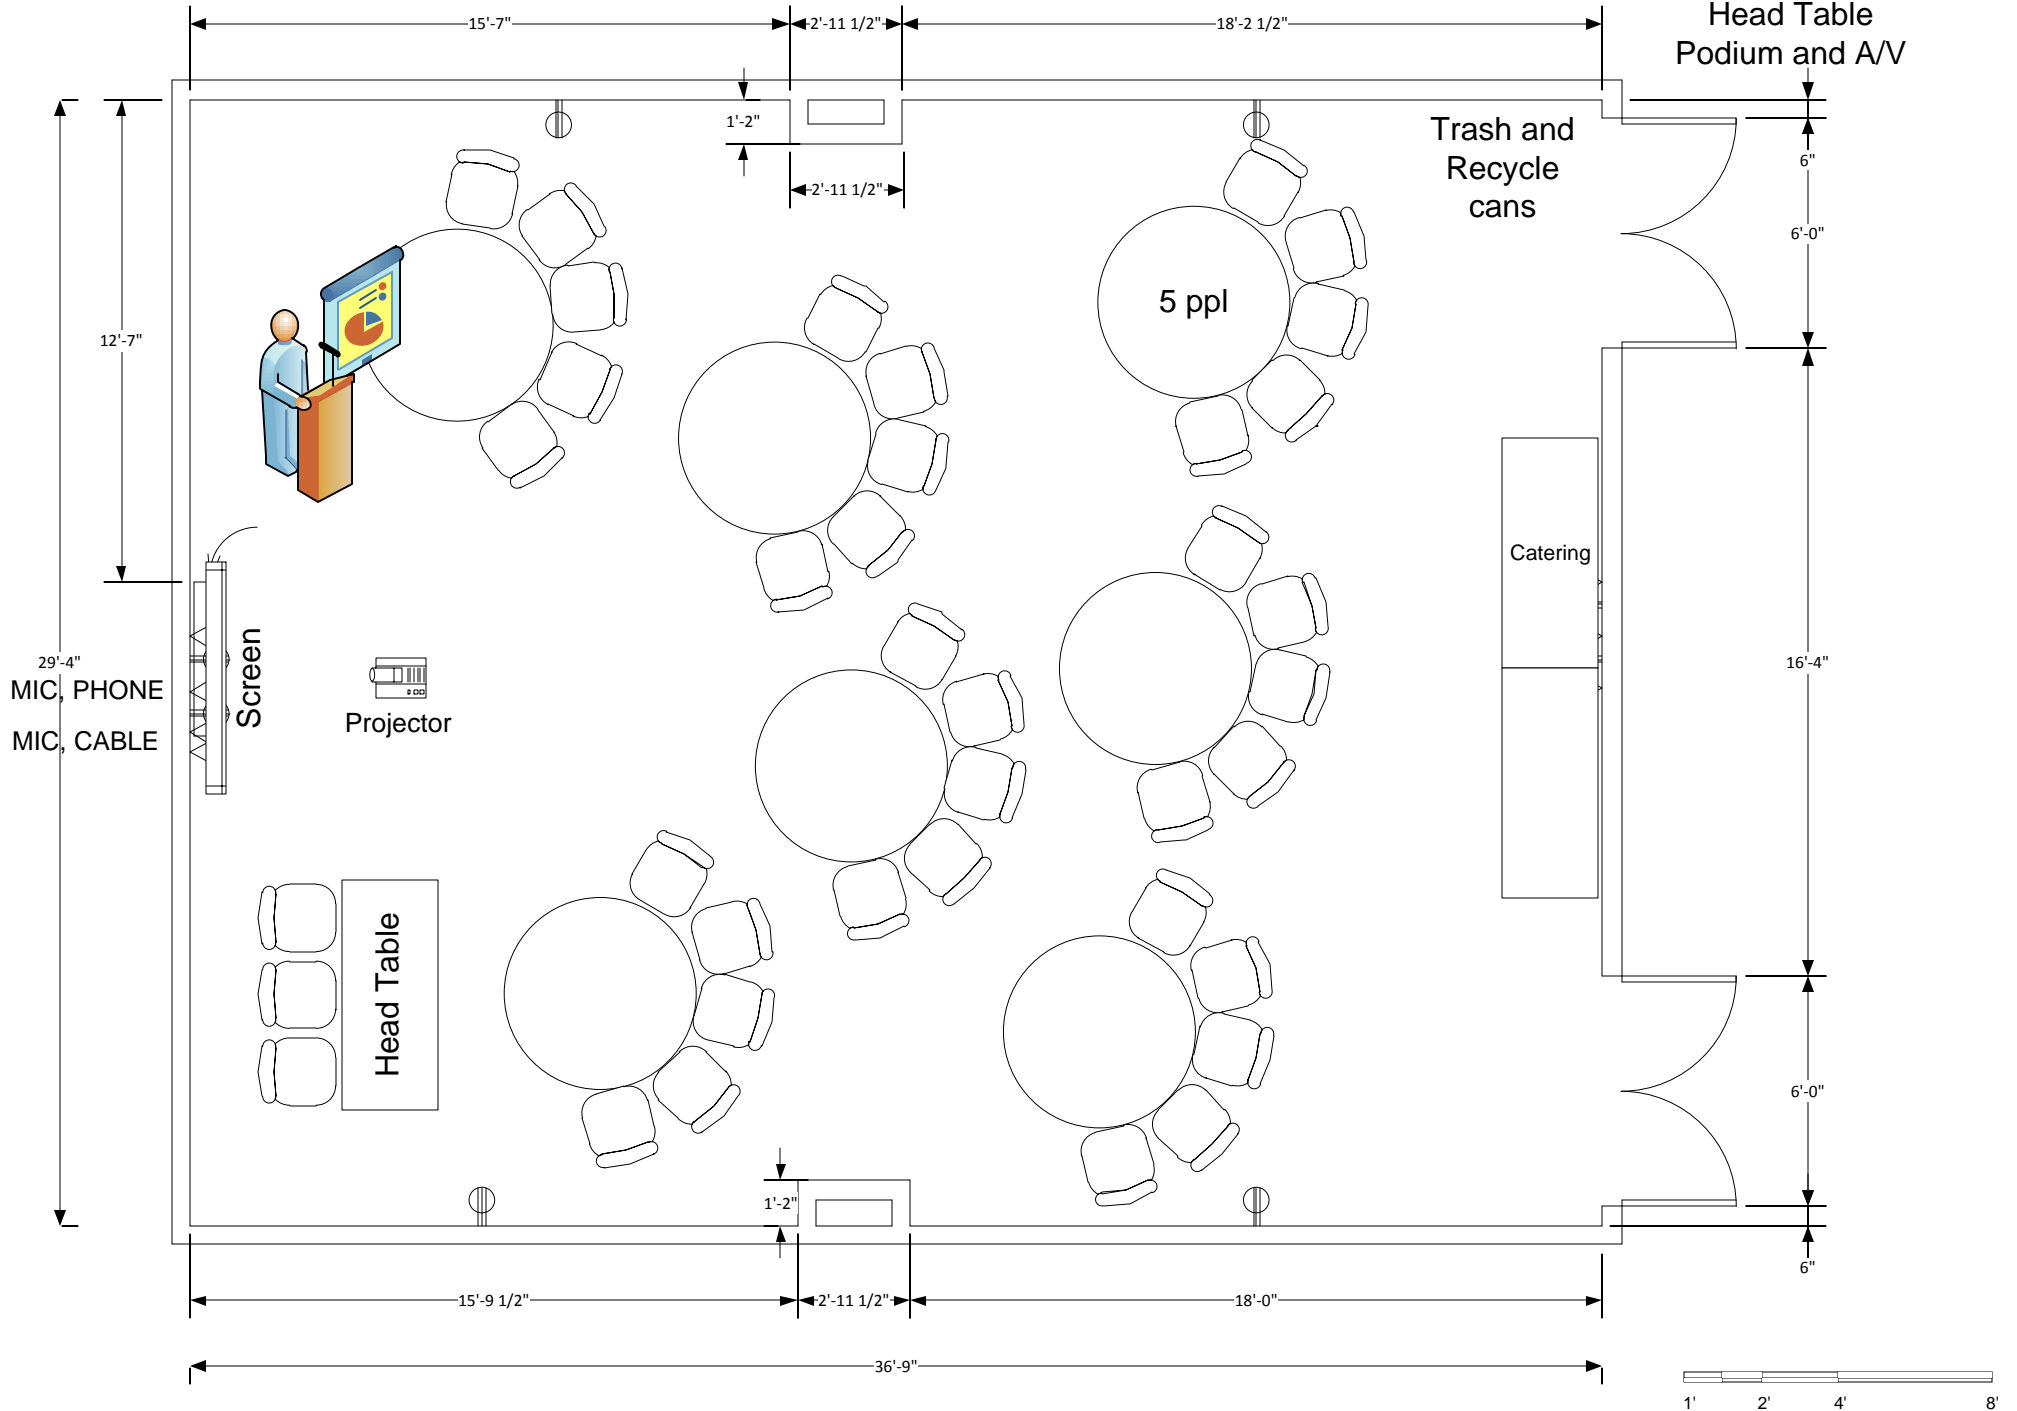 Head Table
Podium and A/V
15'-7"
2'-11 1/2"
18'-2 1/2"
1'-2"
2'-11 1/2"
Trash and
Recycle
cans
6"
6'-0"
12'-7"
5 ppl
Catering
29'-4"
16'-4"
MIC, PHONE
MIC, CABLE
Screen
Projector
Head Table
6'-0"
1'-2"
6"
15'-9 1/2"
2'-11 1/2"
18'-0"
36'-9"
1' 2' 4' 8'